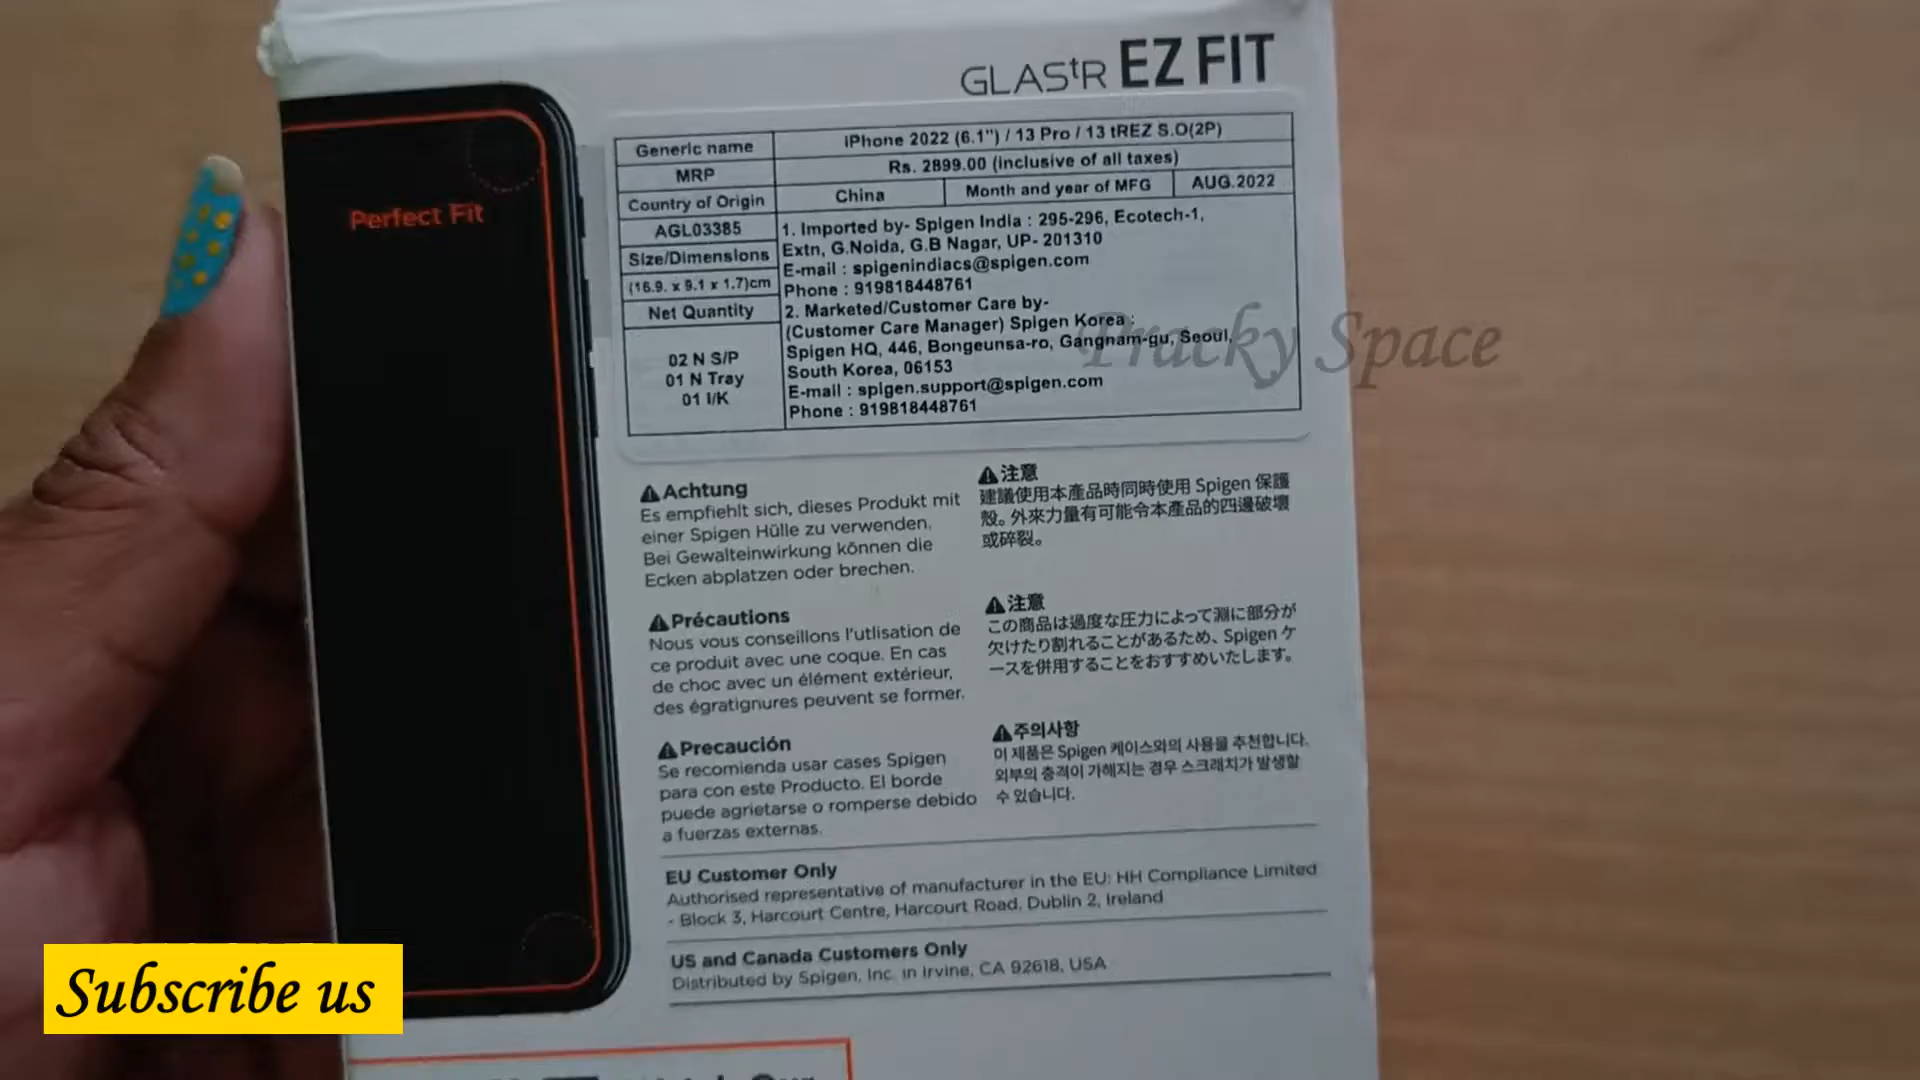 GLAStR EZ FIT
Perfect Fit
Generic name
iPhone 2022 (6.1") / 13 Pro / 13 tREZ S.O(2P)
MRP
Rs. 2899.00 (inclusive of all taxes)
Country of Origin
China
Month and year of MFG
AUG.2022
AGL03385
Size/Dimensions
(16.9. x 9.1 x 1.7)cm
Net Quantity
02 N S/P
01 N Tray
01 I/K
1. Imported by- Spigen India : 295-296, Ecotech-1,
Extn, G.Noida, G.B Nagar, UP- 201310
E-mail : spigenindiacs@spigen.com
Phone : 919818448761
2. Marketed/Customer Care by-
(Customer Care Manager) Spigen Korea :
Spigen HQ, 446, Bongeunsa-ro, Gangnam-gu, Seoul,
South Korea, 06153
E-mail : spigen.support@spigen.com
Phone : 919818448761
Pracky Space
Achtung
Es empfiehlt sich, dieses Produkt mit
einer Spigen Hülle zu verwenden.
Bei Gewalteinwirkung können die
Ecken abplatzen oder brechen.
注意
建議使用本產品時同時使用 Spigen 保護
殼。外來力量有可能令本產品的四邊破壞
或碎裂。
Précautions
Nous vous conseillons l'utlisation de
ce produit avec une coque. En cas
de choc avec un élément extérieur,
des égratignures peuvent se former.
注意
この商品は過度な圧力によって淵に部分が
欠けたり割れることがあるため、Spigen ケ
ースを併用することをおすすめいたします。
Precaución
Se recomienda usar cases Spigen
para con este Producto. El borde
puede agrietarse o romperse debido
a fuerzas externas.
주의사항
이 제품은 Spigen 케이스와의 사용을 추천합니다.
외부의 충격이 가해지는 경우 스크래치가 발생할
수 있습니다.
EU Customer Only
Authorised representative of manufacturer in the EU: HH Compliance Limited
- Block 3, Harcourt Centre, Harcourt Road, Dublin 2, Ireland
US and Canada Customers Only
Distributed by Spigen, Inc. in Irvine, CA 92618, USA
Subscribe us